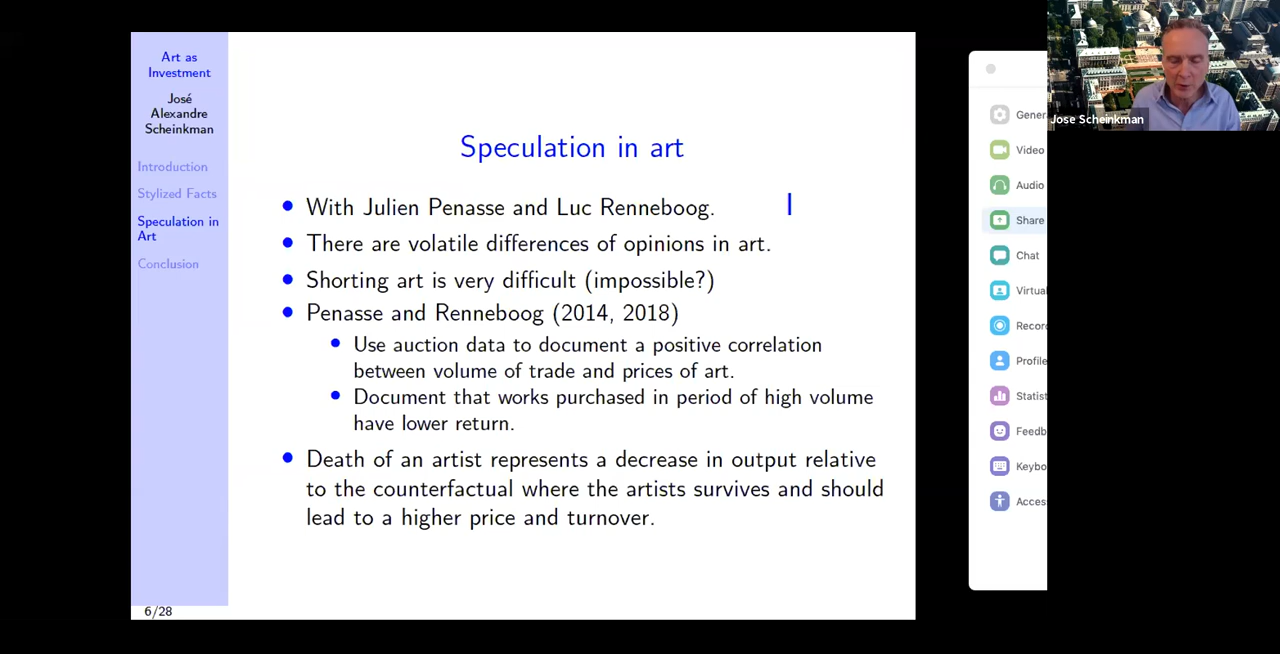 Art as
Investment
José
Alexandre
Scheinkman
Introduction
Stylized Facts
Speculation in
Art
Conclusion
Speculation in art
With Julien Penasse and Luc Renneboog.
There are volatile differences of opinions in art.
Shorting art is very difficult (impossible?)
Penasse and Renneboog (2014, 2018)
Use auction data to document a positive correlation
between volume of trade and prices of art.
Document that works purchased in period of high volume
have lower return.
Death of an artist represents a decrease in output relative
to the counterfactual where the artists survives and should
lead to a higher price and turnover.
6/28
Gener
Video
Audio
Share
Chat
Virtual
Record
Profile
Statist
Feedb
Keybo
Access
Jose Scheinkman